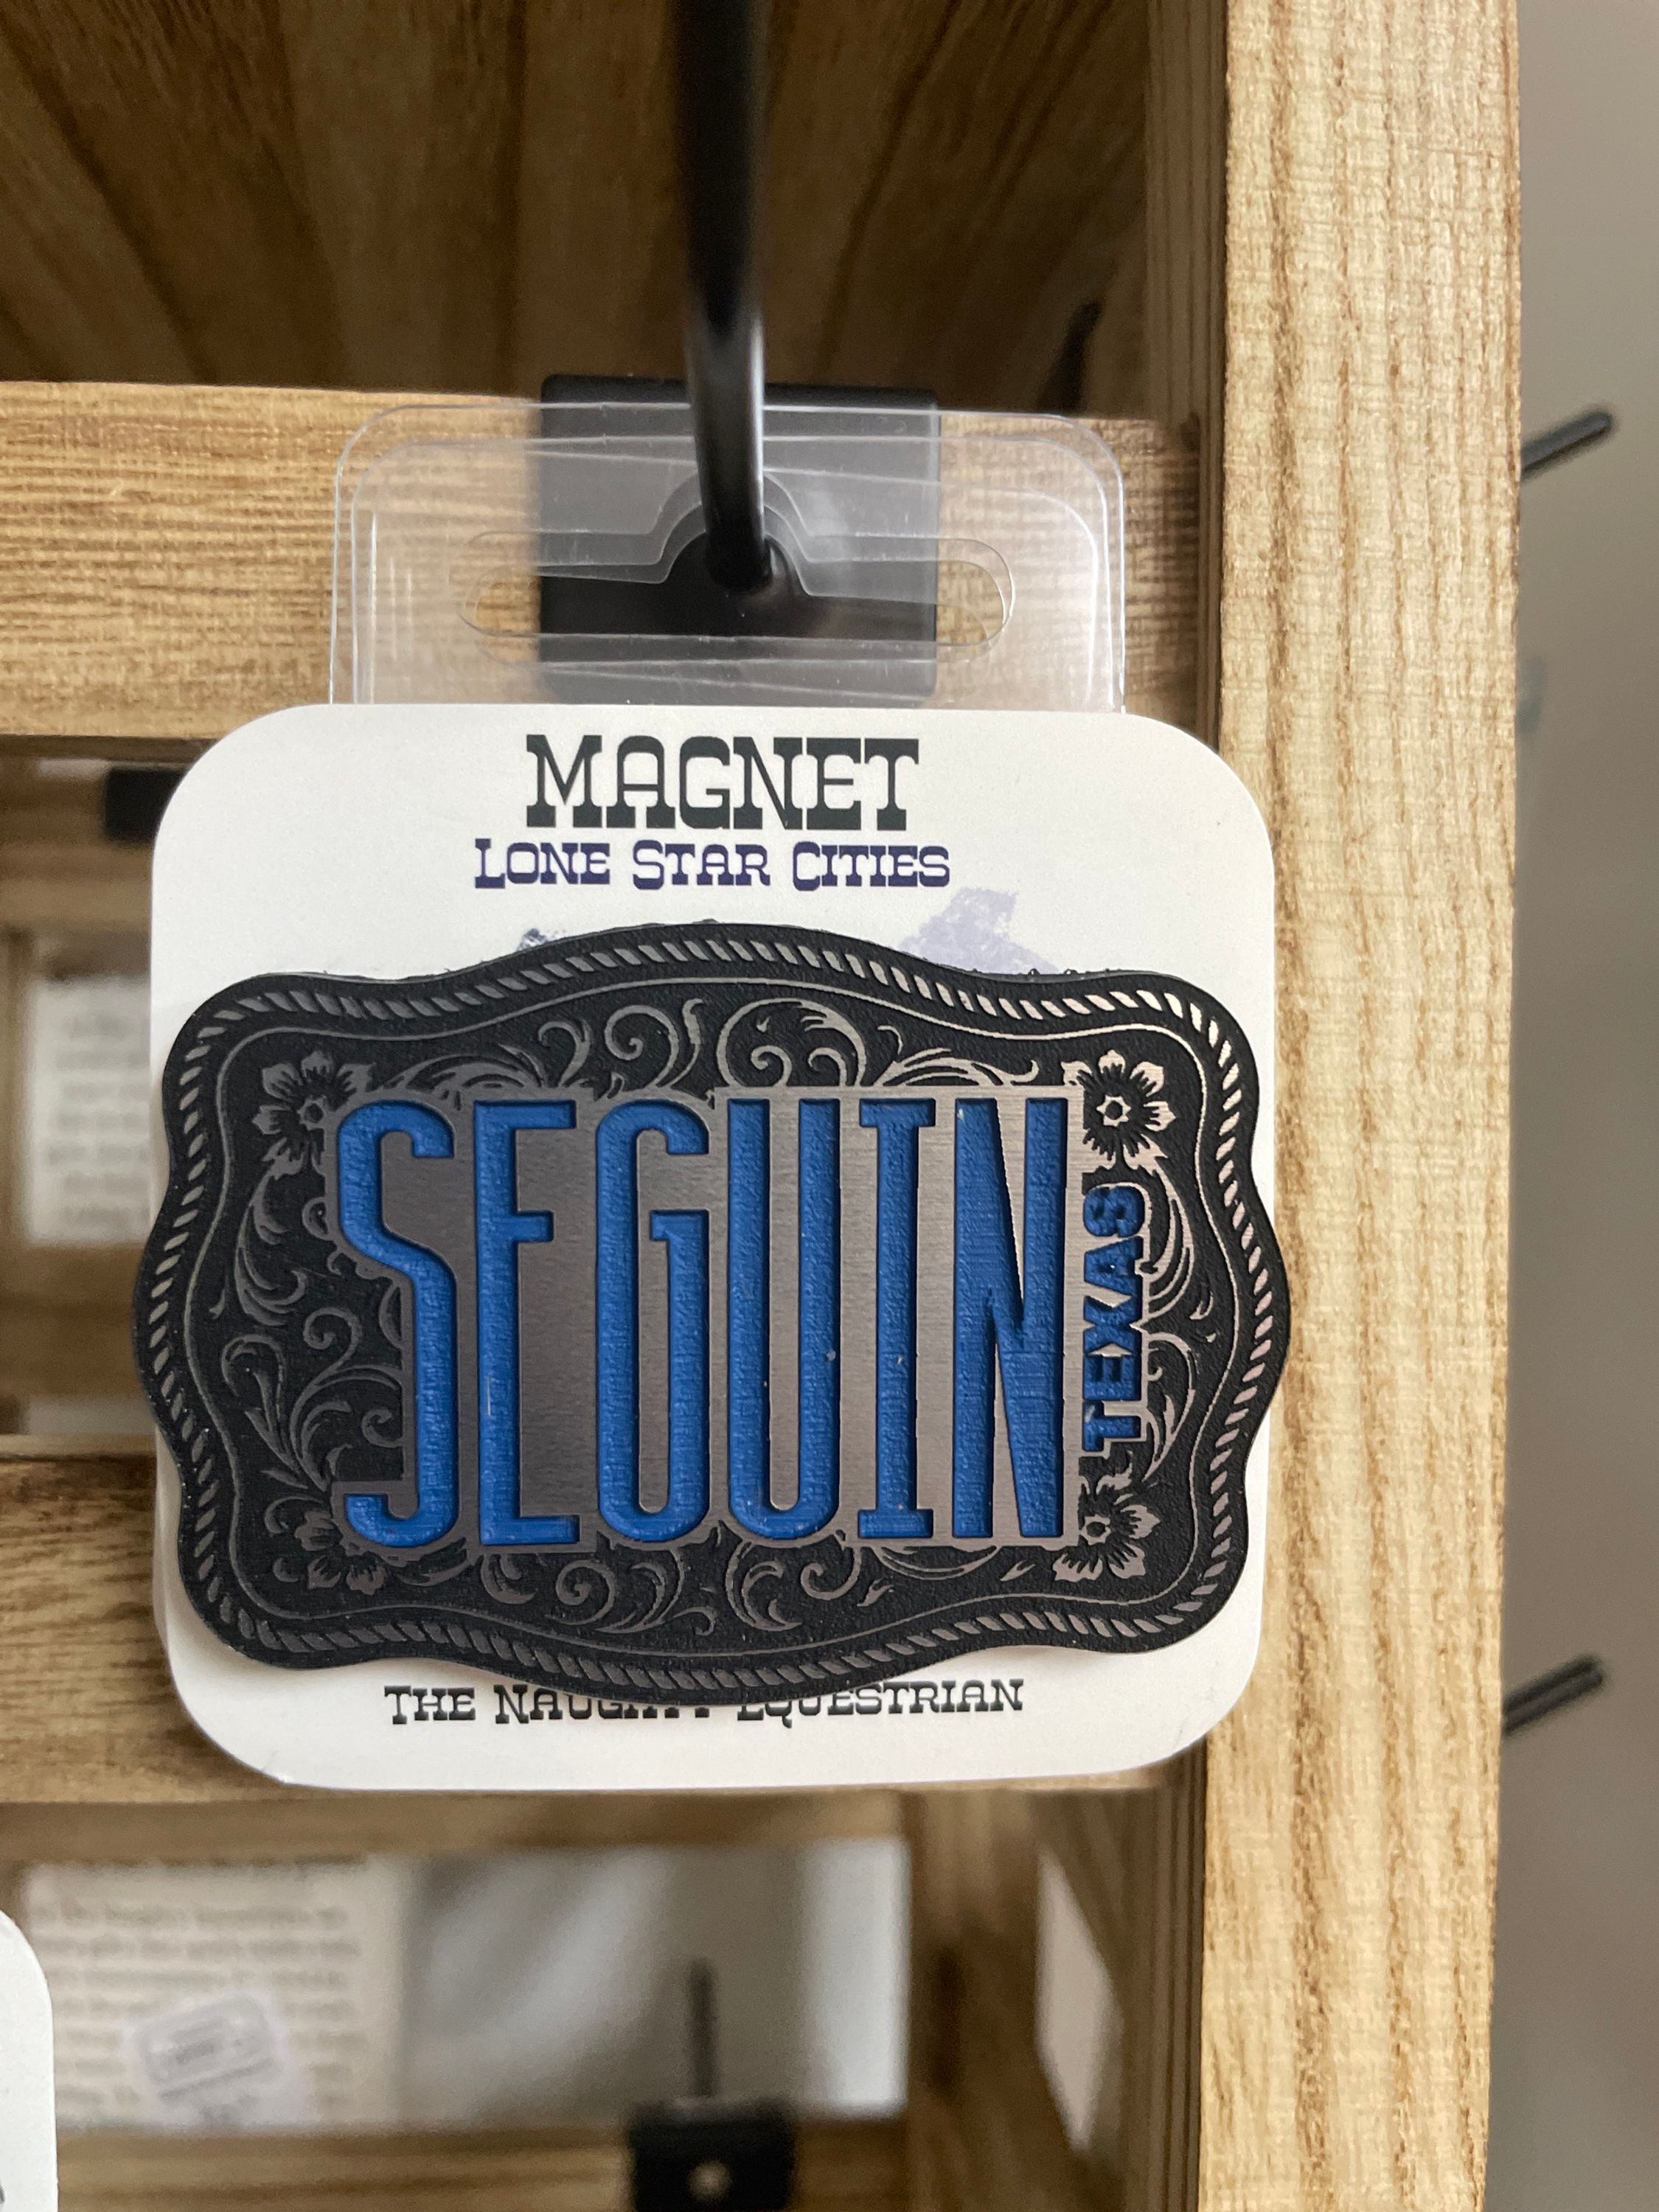 MAGNET
LONE STAR CITIES
SEGUIN
TEXAS
THE NAUGHTY EQUESTRIAN